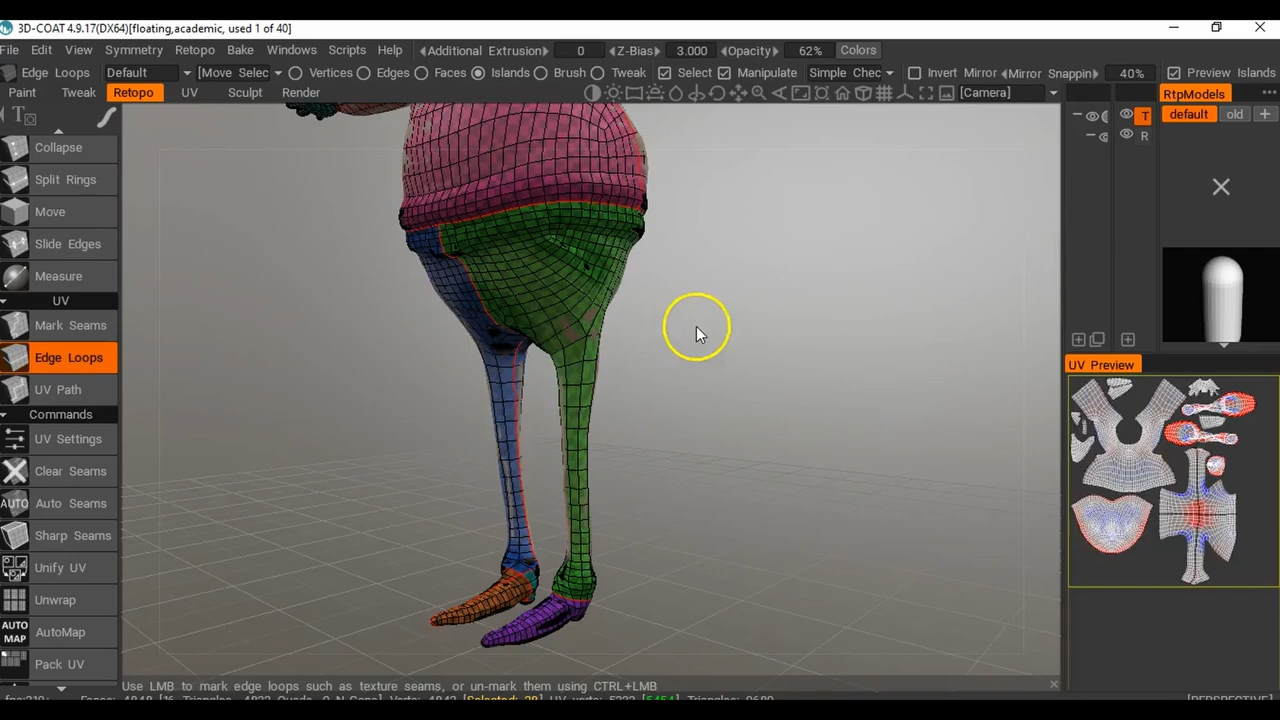 3D-COAT 4.9.17(DX64)[floating,academic, used 1 of 40]
File Edit View Symmetry Retopo Bake Windows Scripts Help Additional Extrusion 0 Z-Bias 3.000 Opacity 62% Colors
Edge Loops Default [Move Selec Vertices Edges Faces Islands Brush Tweak Select Manipulate Simple Chec Invert Mirror Mirror Snappin 40% Preview Islands
Paint Tweak Retopo UV Sculpt Render [Camera] RtpModels
default old +
T
R
Collapse
Split Rings
Move
Slide Edges
Measure
UV
Mark Seams
Edge Loops
UV Path
Commands
UV Settings
Clear Seams
AUTO Auto Seams
Sharp Seams
Unify UV
Unwrap
AUTO MAP AutoMap
Pack UV
UV Preview
Use LMB to mark edge loops such as texture seams, or un-mark them using CTRL+LMB